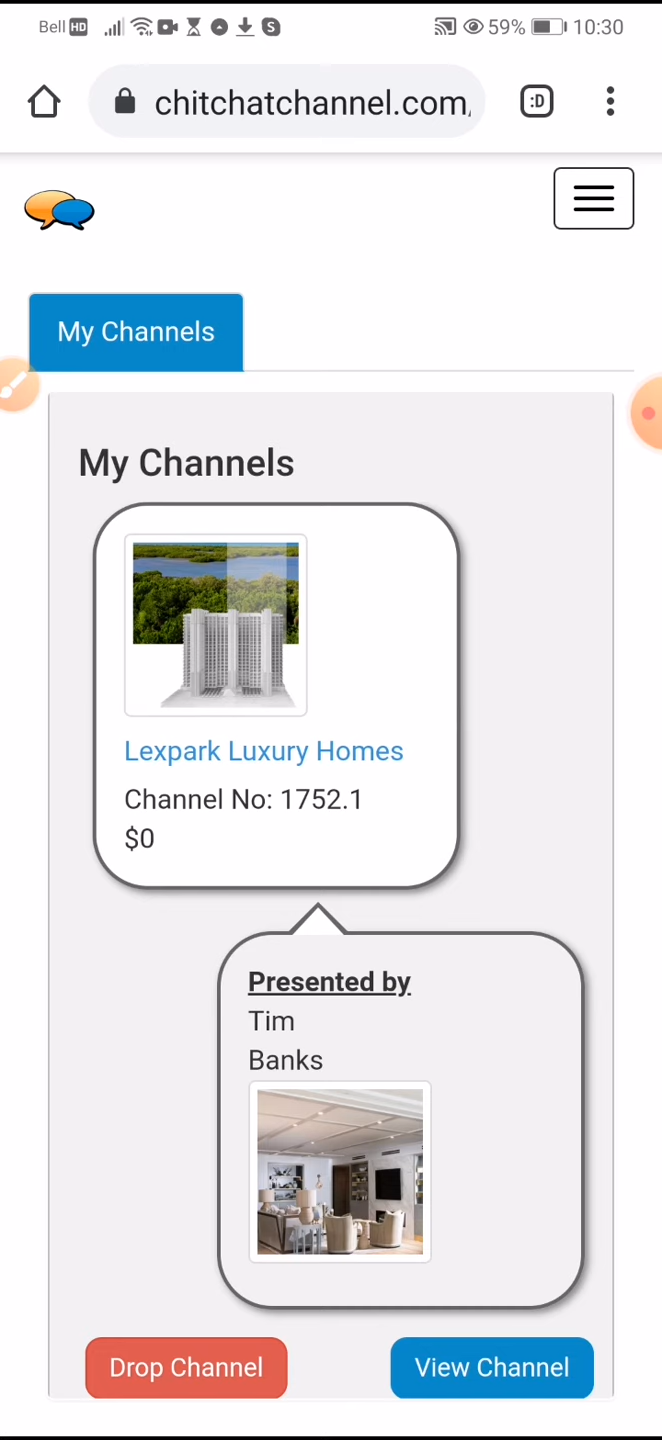 Bell HD S 59% 10:30
chitchatchannel.com, :D
My Channels
My Channels
Lexpark Luxury Homes
Channel No: 1752.1
$0
Presented by
Tim
Banks
Drop Channel View Channel